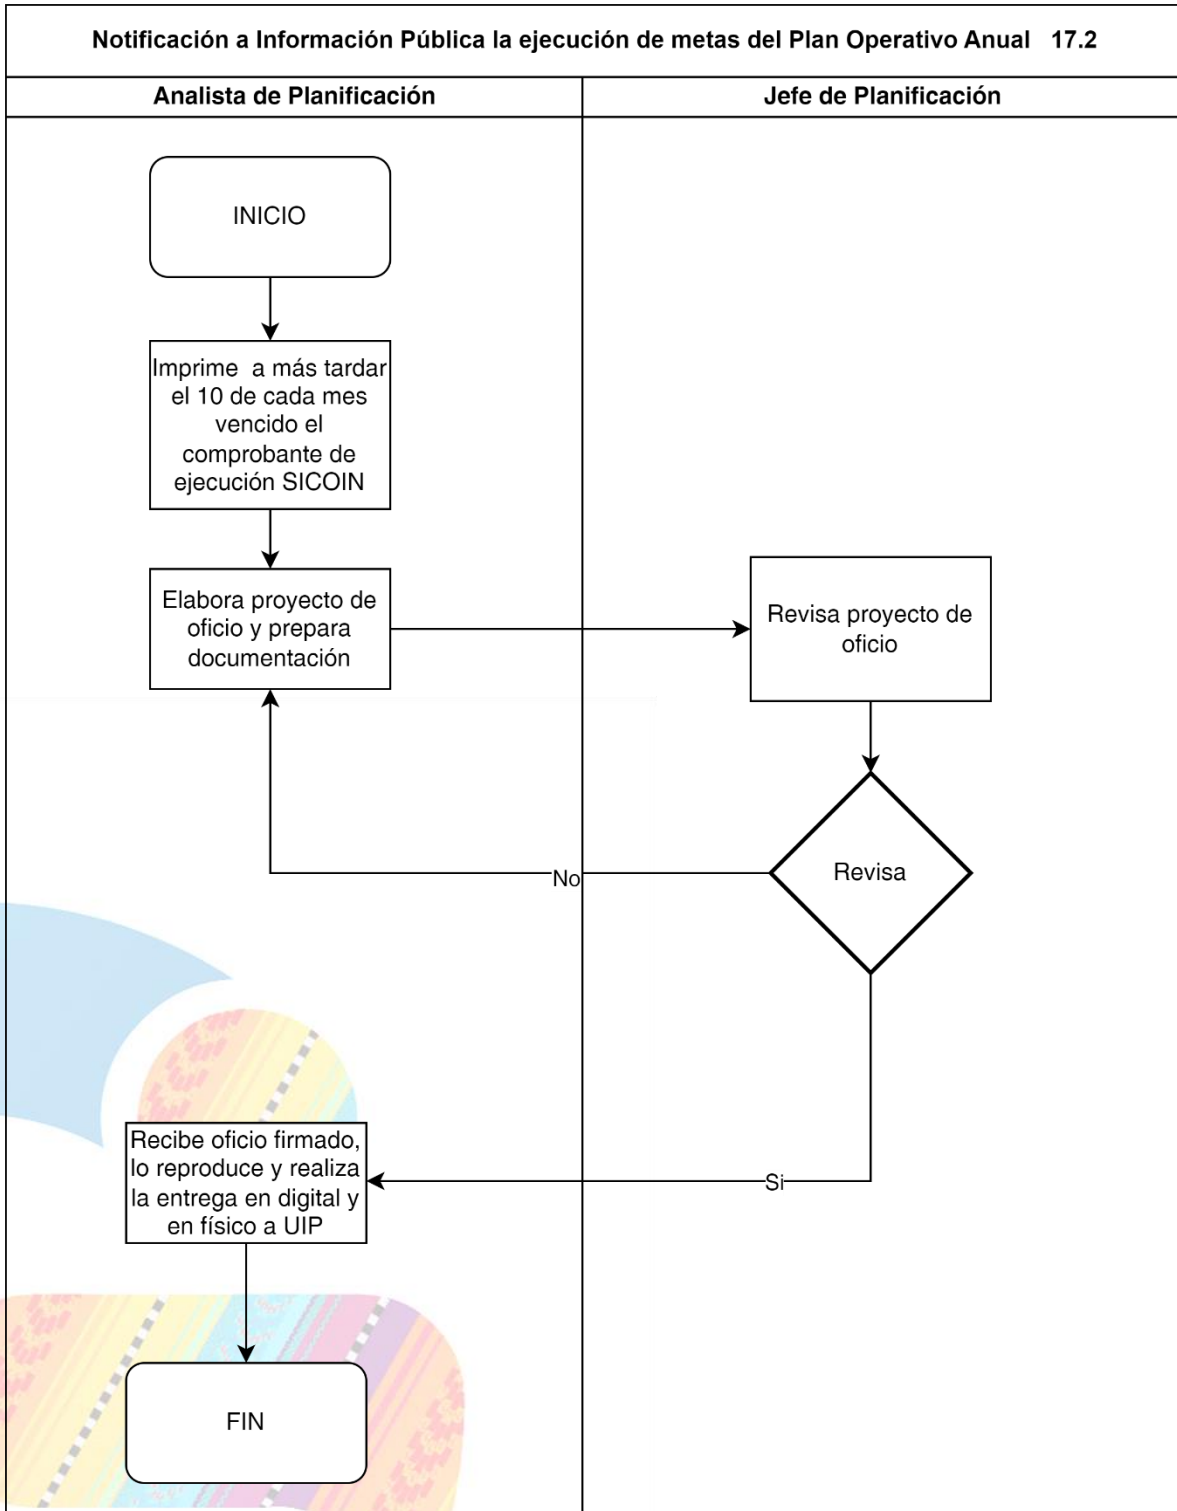 Notificación a Información Pública la ejecución de metas del Plan Operativo Anual 17.2
Analista de Planificación
Jefe de Planificación
INICIO
Imprime a más tardar
el 10 de cada mes
vencido el
comprobante de
ejecución SICOIN
Elabora proyecto de
oficio y prepara
documentación
Revisa proyecto de
oficio
Revisa
No
Si
Recibe oficio firmado,
lo reproduce y realiza
la entrega en digital y
en físico a UIP
FIN